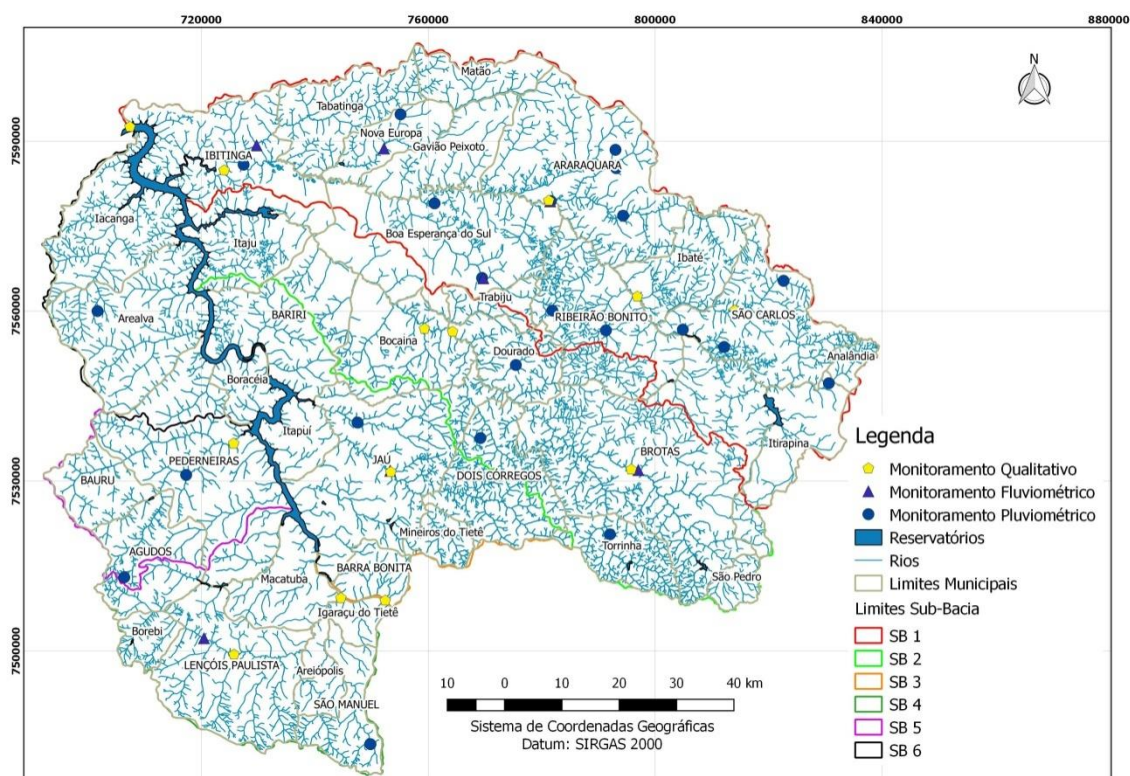 720000 760000 800000 840000 880000
N
7590000
7560000
7530000
7500000
Matão
Tabatinga
Nova Europa
Gavião Peixoto
IBITINGA
ARARAQUARA
Iacanga
Itaju
Boa Esperança do Sul
Ibaté
Trabiju
Arealva
BARIRI
RIBEIRÃO BONITO
SÃO CARLOS
Bocaina
Dourado
Analândia
Boracéia
Itapuí
Itirapina
PEDERNEIRAS
JAÚ
BROTAS
BAURU
DOIS CÓRREGOS
Mineiros do Tietê
AGUDOS
Torrinha
BARRA BONITA
São Pedro
Macatuba
Igaraçu do Tietê
Borebi
LENÇÓIS PAULISTA
Areiópolis
SÃO MANUEL
Legenda
Monitoramento Qualitativo
Monitoramento Fluviométrico
Monitoramento Pluviométrico
Reservatórios
Rios
Limites Municipais
Limites Sub-Bacia
SB 1
SB 2
SB 3
SB 4
SB 5
SB 6
10 0 10 20 30 40 km
Sistema de Coordenadas Geográficas
Datum: SIRGAS 2000